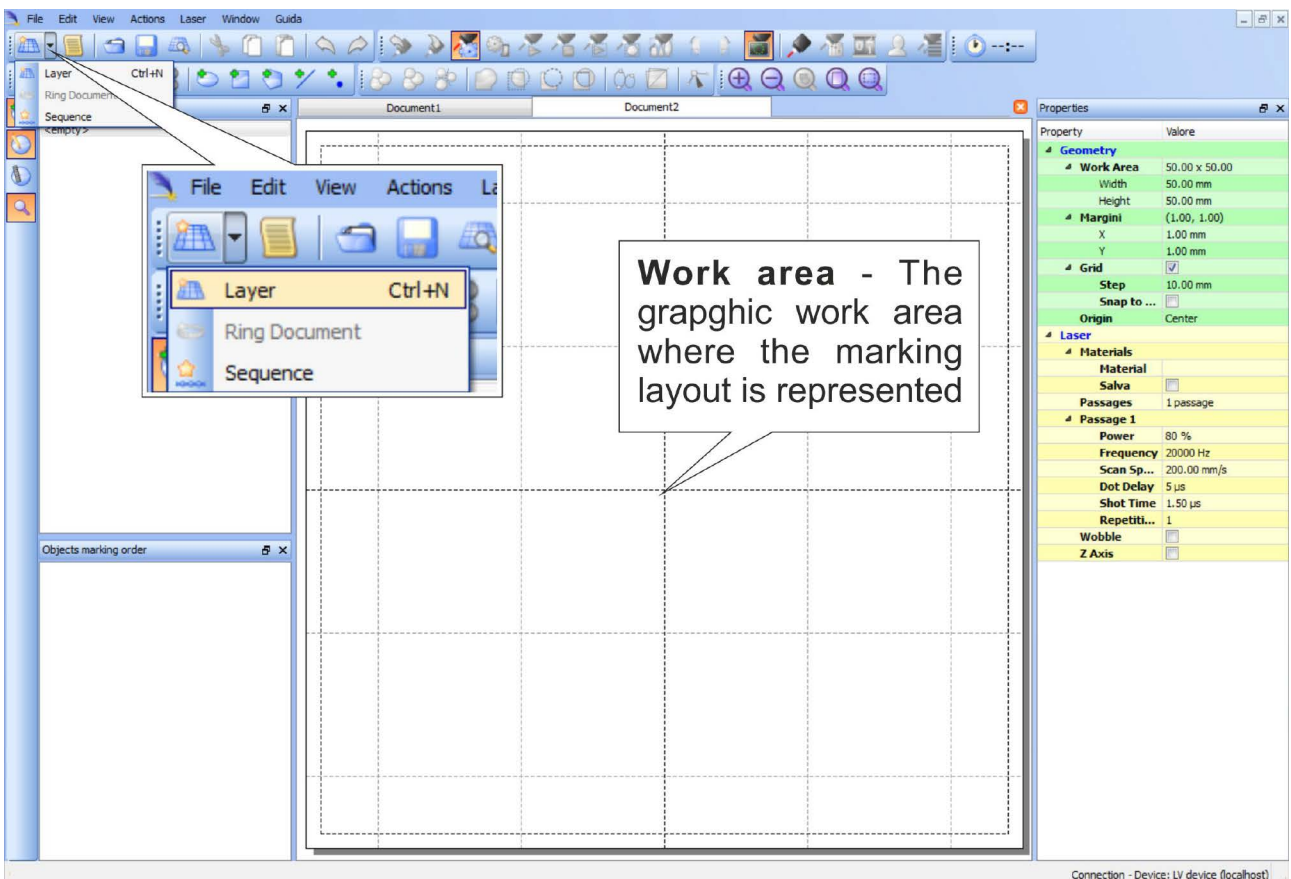 File Edit View Actions Laser Window Guida
--:--
Layer Ctrl+N
Ring Document
Sequence
<empty>
Document1 Document2
File Edit View Actions La
Layer Ctrl+N
Ring Document
Sequence
Work area - The
grapghic work area
where the marking
layout is represented
Objects marking order
Properties
Property Valore
Geometry
Work Area 50.00 x 50.00
Width 50.00 mm
Height 50.00 mm
Margini (1.00, 1.00)
X 1.00 mm
Y 1.00 mm
Grid
Step 10.00 mm
Snap to ...
Origin Center
Laser
Materials
Material
Salva
Passages 1 passage
Passage 1
Power 80 %
Frequency 20000 Hz
Scan Sp... 200.00 mm/s
Dot Delay 5 µs
Shot Time 1.50 µs
Repetiti... 1
Wobble
Z Axis
Connection - Device: LV device (localhost)